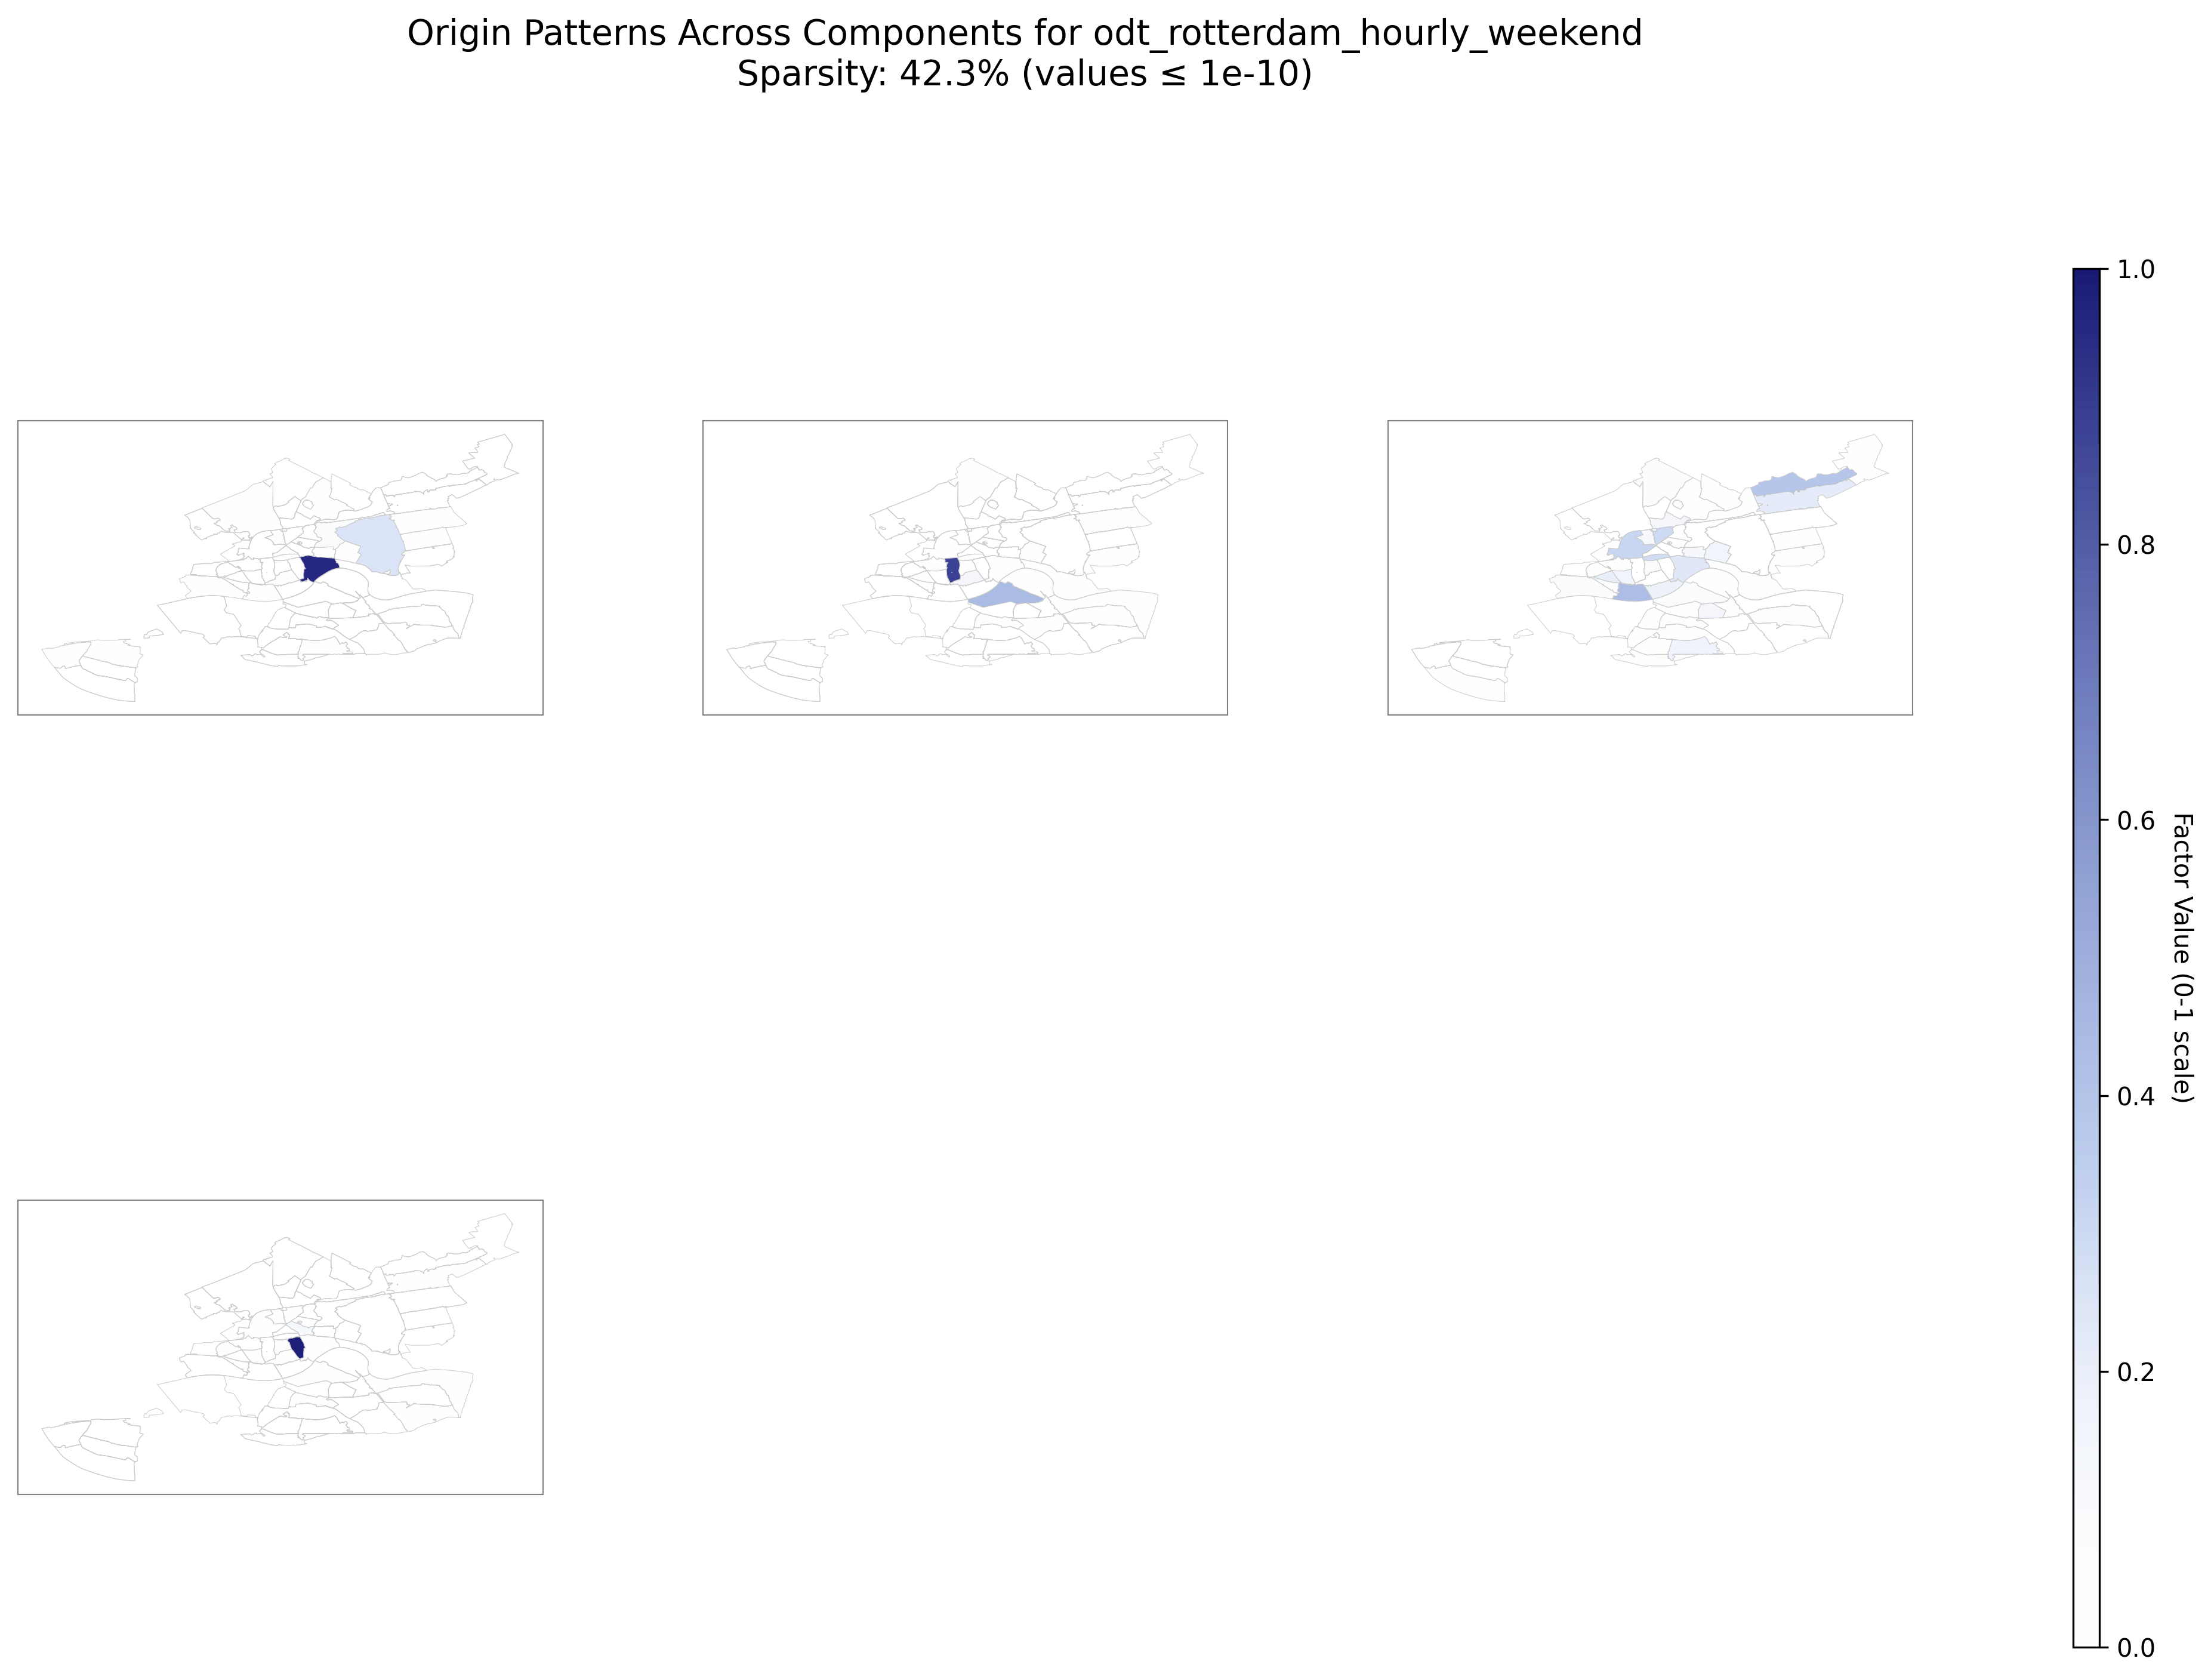 Origin Patterns Across Components for odt_rotterdam_hourly_weekend
Sparsity: 42.3% (values ≤ 1e-10)
1.0
0.8
0.6
0.4
0.2
0.0
Factor Value (0-1 scale)